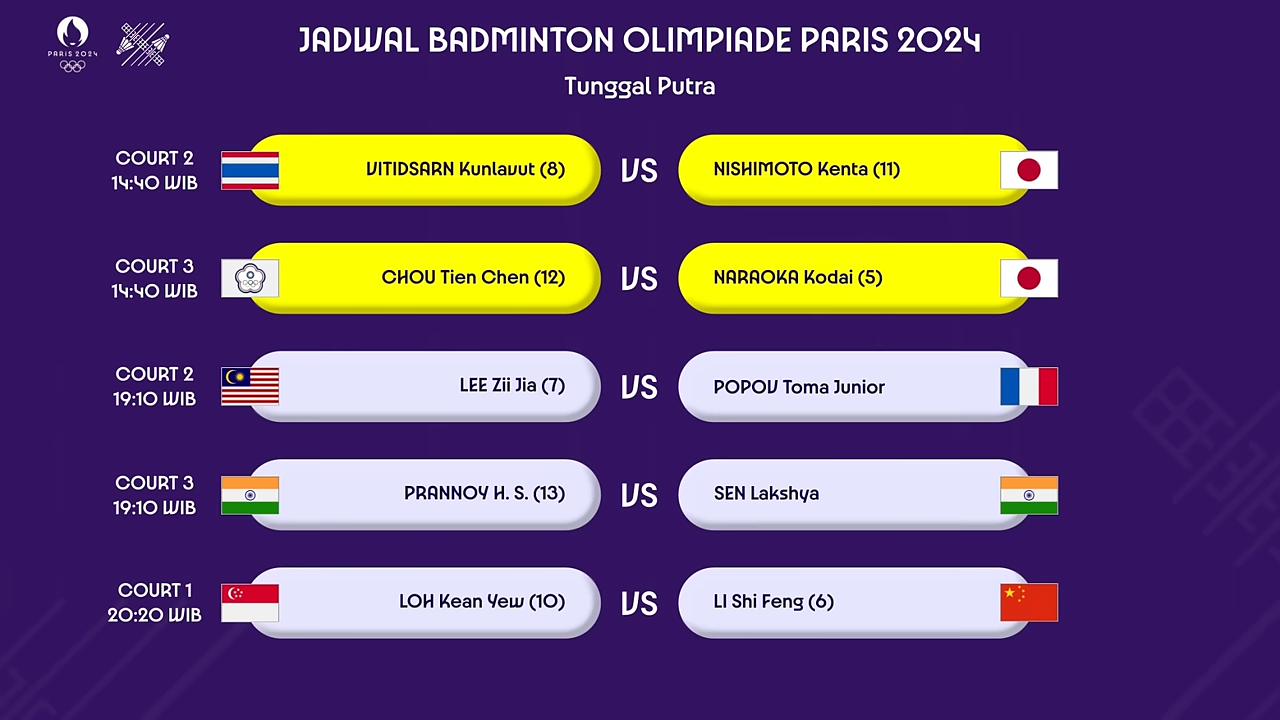 PARIS 2024
JADWAL BADMINTON OLIMPIADE PARIS 2024
Tunggal Putra
COURT 2
14:40 WIB
VITIDSARN Kunlavut (8)
VS
NISHIMOTO Kenta (11)
COURT 3
14:40 WIB
CHOU Tien Chen (12)
VS
NARAOKA Kodai (5)
COURT 2
19:10 WIB
LEE Zii Jia (7)
VS
POPOV Toma Junior
COURT 3
19:10 WIB
PRANNOY H. S. (13)
VS
SEN Lakshya
COURT 1
20:20 WIB
LOH Kean Yew (10)
VS
LI Shi Feng (6)